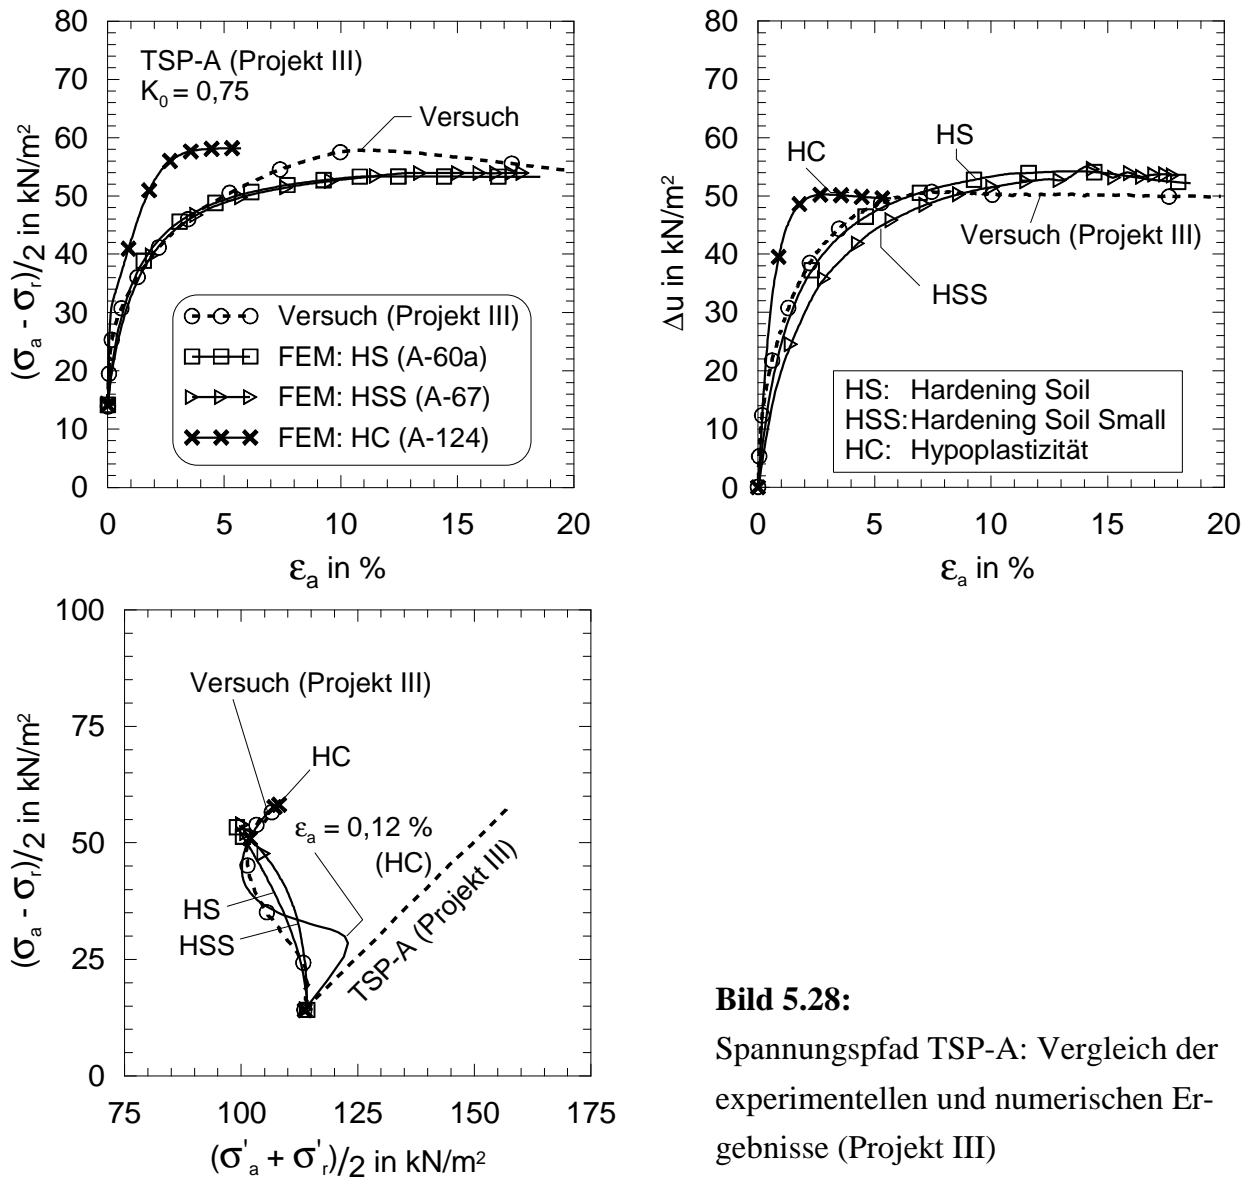 80
70
60
50
40
30
20
10
0
(σa - σr)/2 in kN/m²
TSP-A (Projekt III)
K0 = 0,75
Versuch
Versuch (Projekt III)
FEM: HS (A-60a)
FEM: HSS (A-67)
FEM: HC (A-124)
0 5 10 15 20
εa in %
80
70
60
50
40
30
20
10
0
Δu in kN/m²
HS
HC
Versuch (Projekt III)
HSS
HS: Hardening Soil
HSS: Hardening Soil Small
HC: Hypoplastizität
0 5 10 15 20
εa in %
100
75
50
25
0
(σa - σr)/2 in kN/m²
Versuch (Projekt III)
HC
εa = 0,12 %
(HC)
HS
HSS
TSP-A (Projekt III)
75 100 125 150 175
(σ'a + σ'r)/2 in kN/m²
Bild 5.28:
Spannungspfad TSP-A: Vergleich der
experimentellen und numerischen Er-
gebnisse (Projekt III)